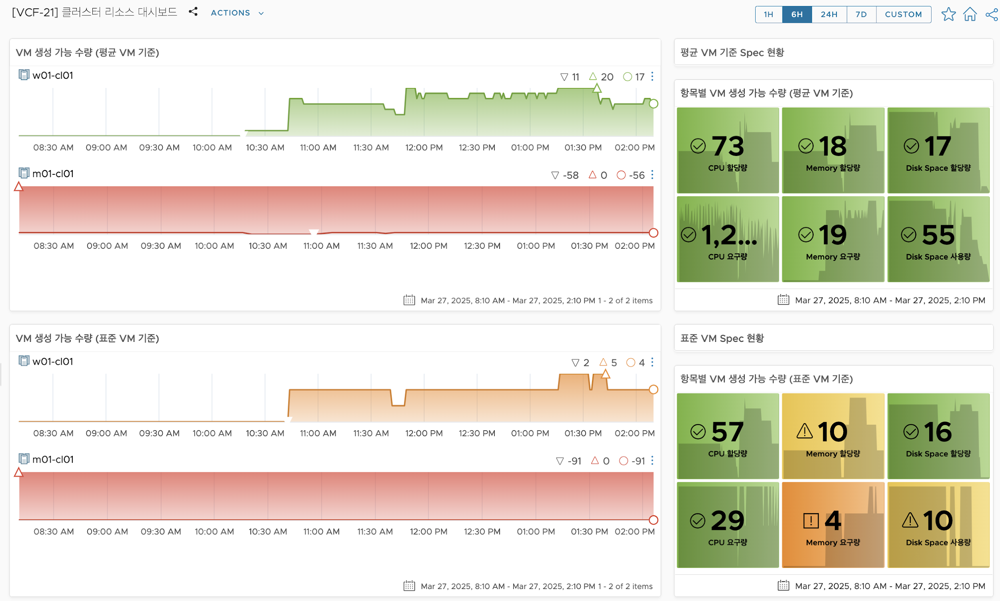 [VCF-21] 클러스터 리소스 대시보드 ACTIONS
1H 6H 24H 7D CUSTOM
VM 생성 가능 수량 (평균 VM 기준)
w01-cl01
11 20 17
08:30 AM 09:00 AM 09:30 AM 10:00 AM 10:30 AM 11:00 AM 11:30 AM 12:00 PM 12:30 PM 01:00 PM 01:30 PM 02:00 PM
m01-cl01
-58 0 -56
08:30 AM 09:00 AM 09:30 AM 10:00 AM 10:30 AM 11:00 AM 11:30 AM 12:00 PM 12:30 PM 01:00 PM 01:30 PM 02:00 PM
Mar 27, 2025, 8:10 AM - Mar 27, 2025, 2:10 PM 1 - 2 of 2 items
평균 VM 기준 Spec 현황
항목별 VM 생성 가능 수량 (평균 VM 기준)
73
CPU 할당량
18
Memory 할당량
17
Disk Space 할당량
1,2...
CPU 요구량
19
Memory 요구량
55
Disk Space 사용량
Mar 27, 2025, 8:10 AM - Mar 27, 2025, 2:10 PM
VM 생성 가능 수량 (표준 VM 기준)
w01-cl01
2 5 4
08:30 AM 09:00 AM 09:30 AM 10:00 AM 10:30 AM 11:00 AM 11:30 AM 12:00 PM 12:30 PM 01:00 PM 01:30 PM 02:00 PM
m01-cl01
-91 0 -91
08:30 AM 09:00 AM 09:30 AM 10:00 AM 10:30 AM 11:00 AM 11:30 AM 12:00 PM 12:30 PM 01:00 PM 01:30 PM 02:00 PM
Mar 27, 2025, 8:10 AM - Mar 27, 2025, 2:10 PM 1 - 2 of 2 items
표준 VM Spec 현황
항목별 VM 생성 가능 수량 (표준 VM 기준)
57
CPU 할당량
10
Memory 할당량
16
Disk Space 할당량
29
CPU 요구량
4
Memory 요구량
10
Disk Space 사용량
Mar 27, 2025, 8:10 AM - Mar 27, 2025, 2:10 PM